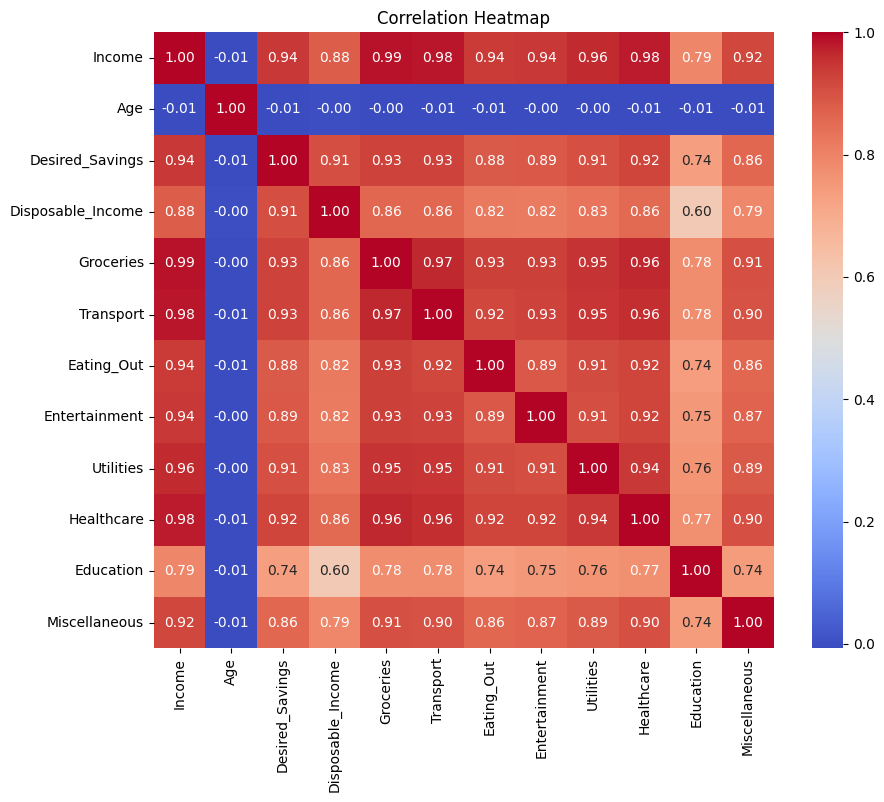 Correlation Heatmap
Income 1.00 -0.01 0.94 0.88 0.99 0.98 0.94 0.94 0.96 0.98 0.79 0.92
Age -0.01 1.00 -0.01 -0.00 -0.00 -0.01 -0.01 -0.00 -0.00 -0.01 -0.01 -0.01
Desired_Savings 0.94 -0.01 1.00 0.91 0.93 0.93 0.88 0.89 0.91 0.92 0.74 0.86
Disposable_Income 0.88 -0.00 0.91 1.00 0.86 0.86 0.82 0.82 0.83 0.86 0.60 0.79
Groceries 0.99 -0.00 0.93 0.86 1.00 0.97 0.93 0.93 0.95 0.96 0.78 0.91
Transport 0.98 -0.01 0.93 0.86 0.97 1.00 0.92 0.93 0.95 0.96 0.78 0.90
Eating_Out 0.94 -0.01 0.88 0.82 0.93 0.92 1.00 0.89 0.91 0.92 0.74 0.86
Entertainment 0.94 -0.00 0.89 0.82 0.93 0.93 0.89 1.00 0.91 0.92 0.75 0.87
Utilities 0.96 -0.00 0.91 0.83 0.95 0.95 0.91 0.91 1.00 0.94 0.76 0.89
Healthcare 0.98 -0.01 0.92 0.86 0.96 0.96 0.92 0.92 0.94 1.00 0.77 0.90
Education 0.79 -0.01 0.74 0.60 0.78 0.78 0.74 0.75 0.76 0.77 1.00 0.74
Miscellaneous 0.92 -0.01 0.86 0.79 0.91 0.90 0.86 0.87 0.89 0.90 0.74 1.00
Income
Age
Desired_Savings
Disposable_Income
Groceries
Transport
Eating_Out
Entertainment
Utilities
Healthcare
Education
Miscellaneous
1.0
0.8
0.6
0.4
0.2
0.0